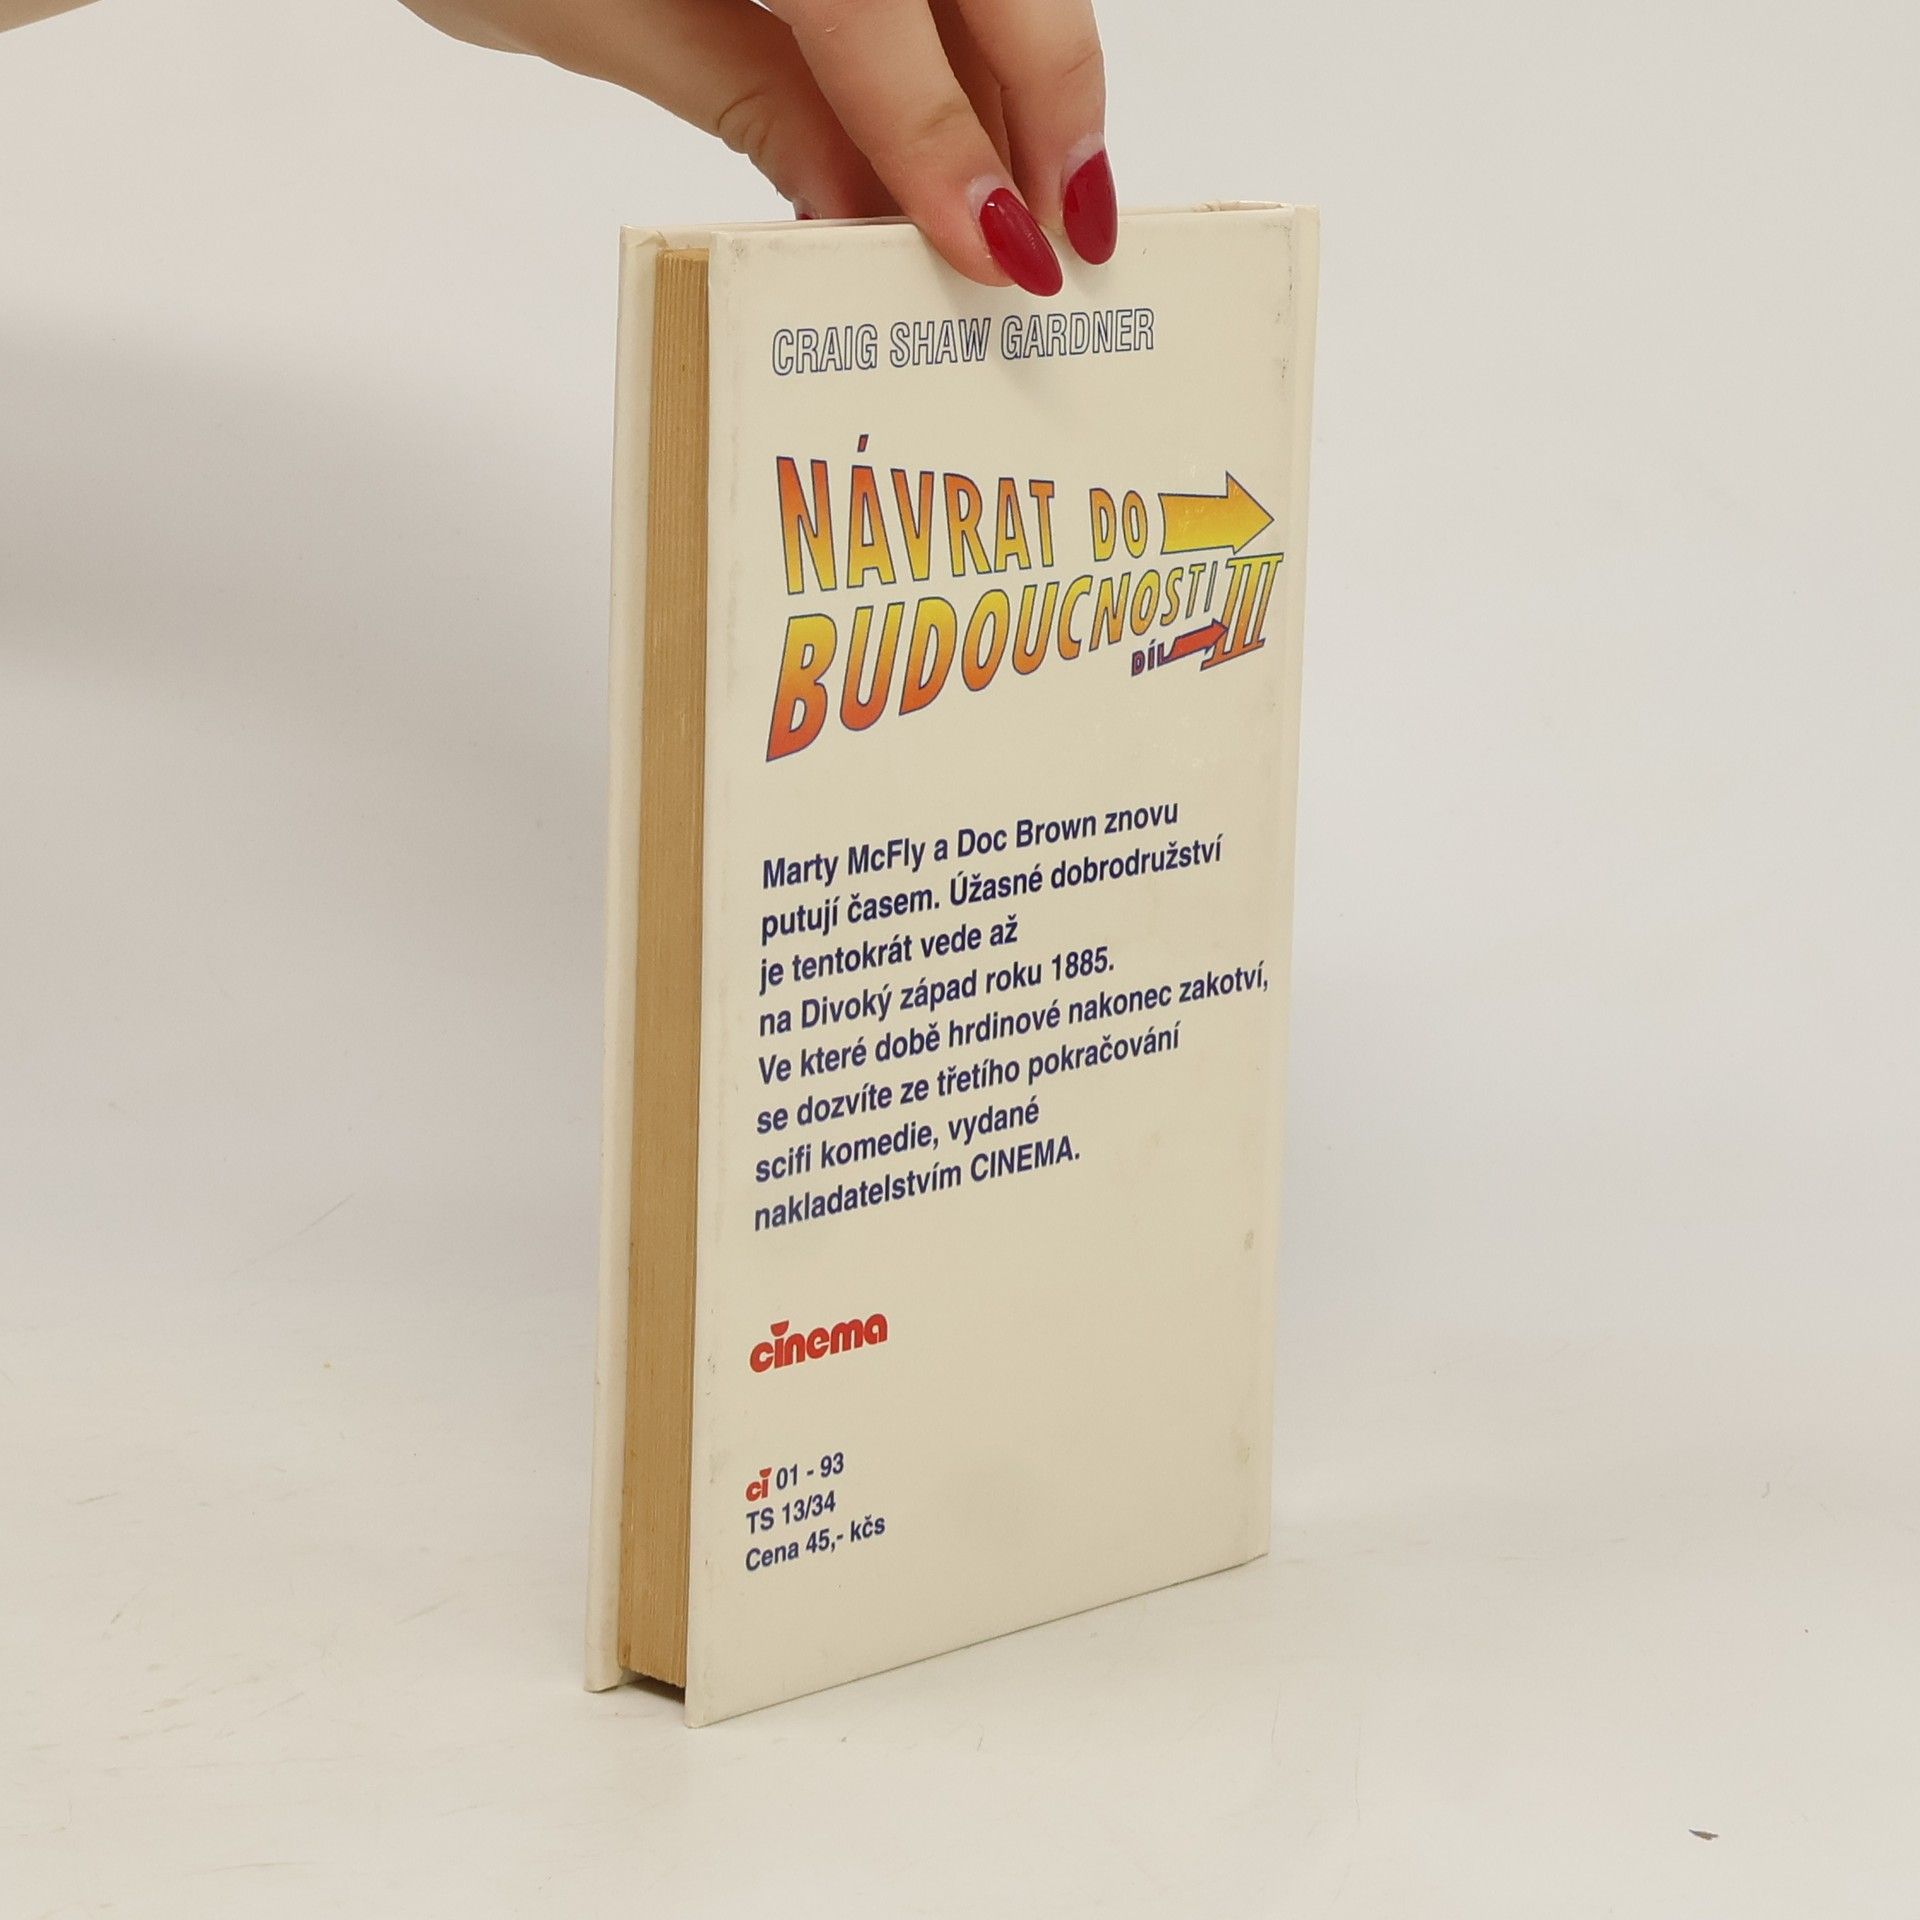 CRAIG SHAW GARDNER
NÁVRAT DO
BUDOUCNOSTI III
DÍL
Marty McFly a Doc Brown znovu
putují časem. Úžasné dobrodružství
je tentokrát vede až
na Divoký západ roku 1885.
Ve které době hrdinové nakonec zakotví,
se dozvíte ze třetího pokračování
scifi komedie, vydané
nakladatelstvím CINEMA.
cinema
ci 01 - 93
TS 13/34
Cena 45,- kčs